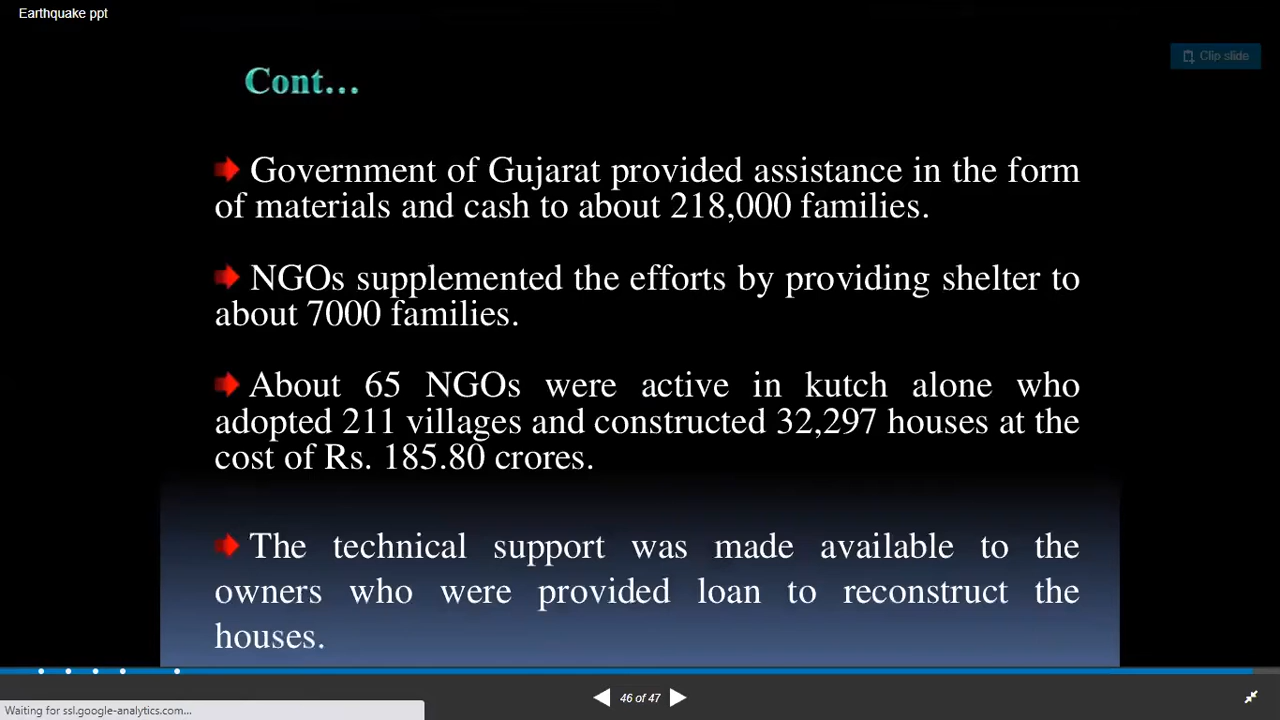 Earthquake ppt
Clip slide
Cont...
Government of Gujarat provided assistance in the form
of materials and cash to about 218,000 families.
NGOs supplemented the efforts by providing shelter to
about 7000 families.
About 65 NGOs were active in kutch alone who
adopted 211 villages and constructed 32,297 houses at the
cost of Rs. 185.80 crores.
The technical support was made available to the
owners who were provided loan to reconstruct the
houses.
46 of 47
Waiting for ssl.google-analytics.com...